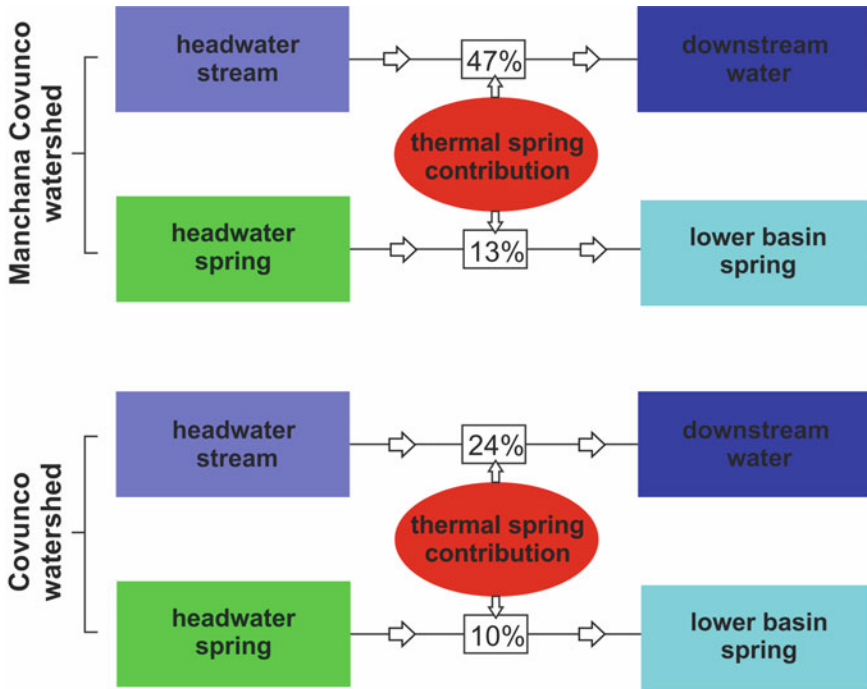 Manchana Covunco
watershed
headwater
stream
47%
downstream
water
thermal spring
contribution
headwater
spring
13%
lower basin
spring
Covunco
watershed
headwater
stream
24%
downstream
water
thermal spring
contribution
headwater
spring
10%
lower basin
spring